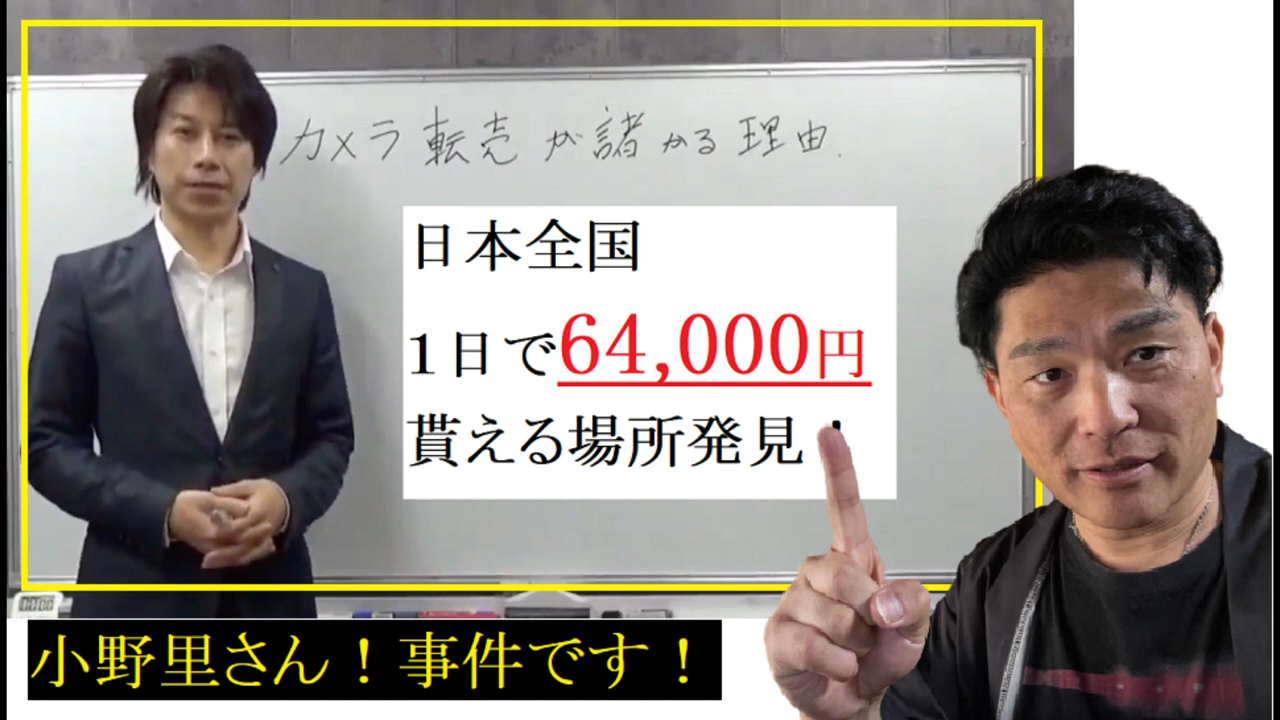 カメラ転売が諸かる理由.
日本全国
１日で64,000円
貰える場所発見！
小野里さん！事件です！